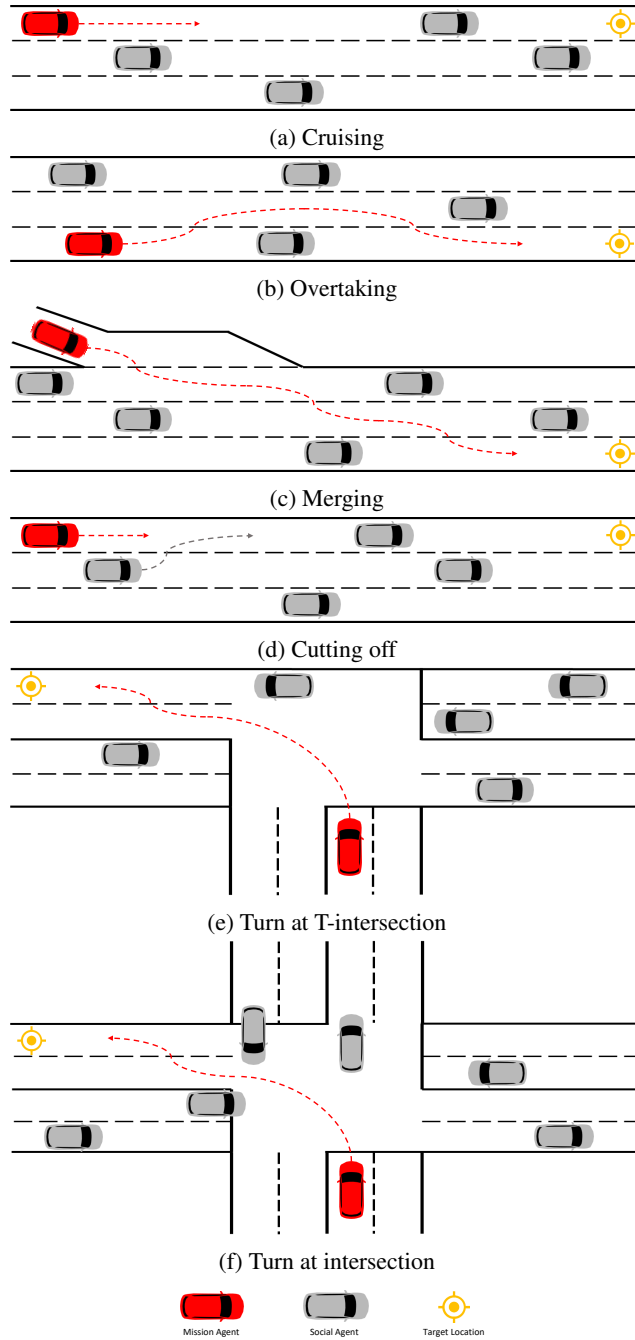 (a) Cruising
(b) Overtaking
(c) Merging
(d) Cutting off
(e) Turn at T-intersection
(f) Turn at intersection
Mission Agent Social Agent Target Location